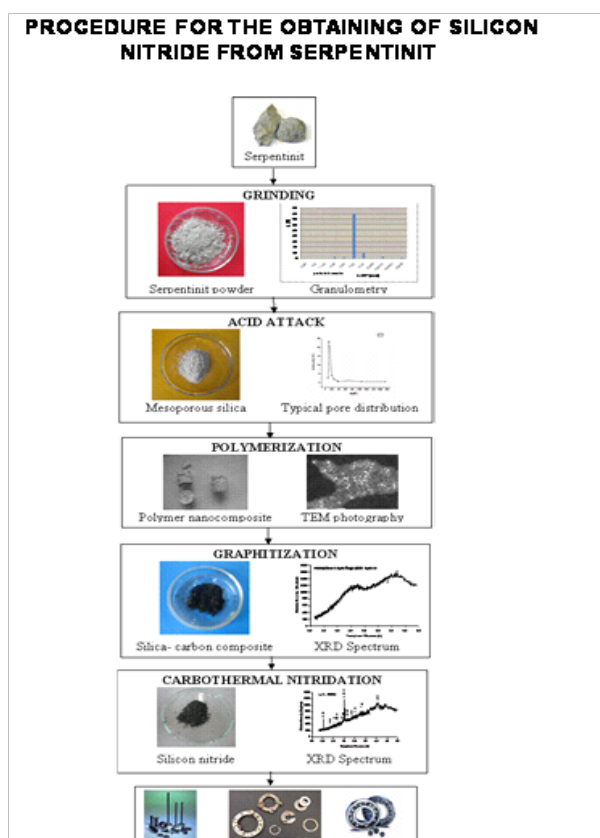 PROCEDURE FOR THE OBTAINING OF SILICON
NITRIDE FROM SERPENTINIT
Serpentinit
GRINDING
Serpentinit powder Granulometry
ACID ATTACK
Mesoporous silica Typical pore distribution
POLYMERIZATION
Polymer nanocomposite TEM photography
GRAPHITIZATION
Silica- carbon composite XRD Spectrum
CARBOTHERMAL NITRIDATION
Silicon nitride XRD Spectrum